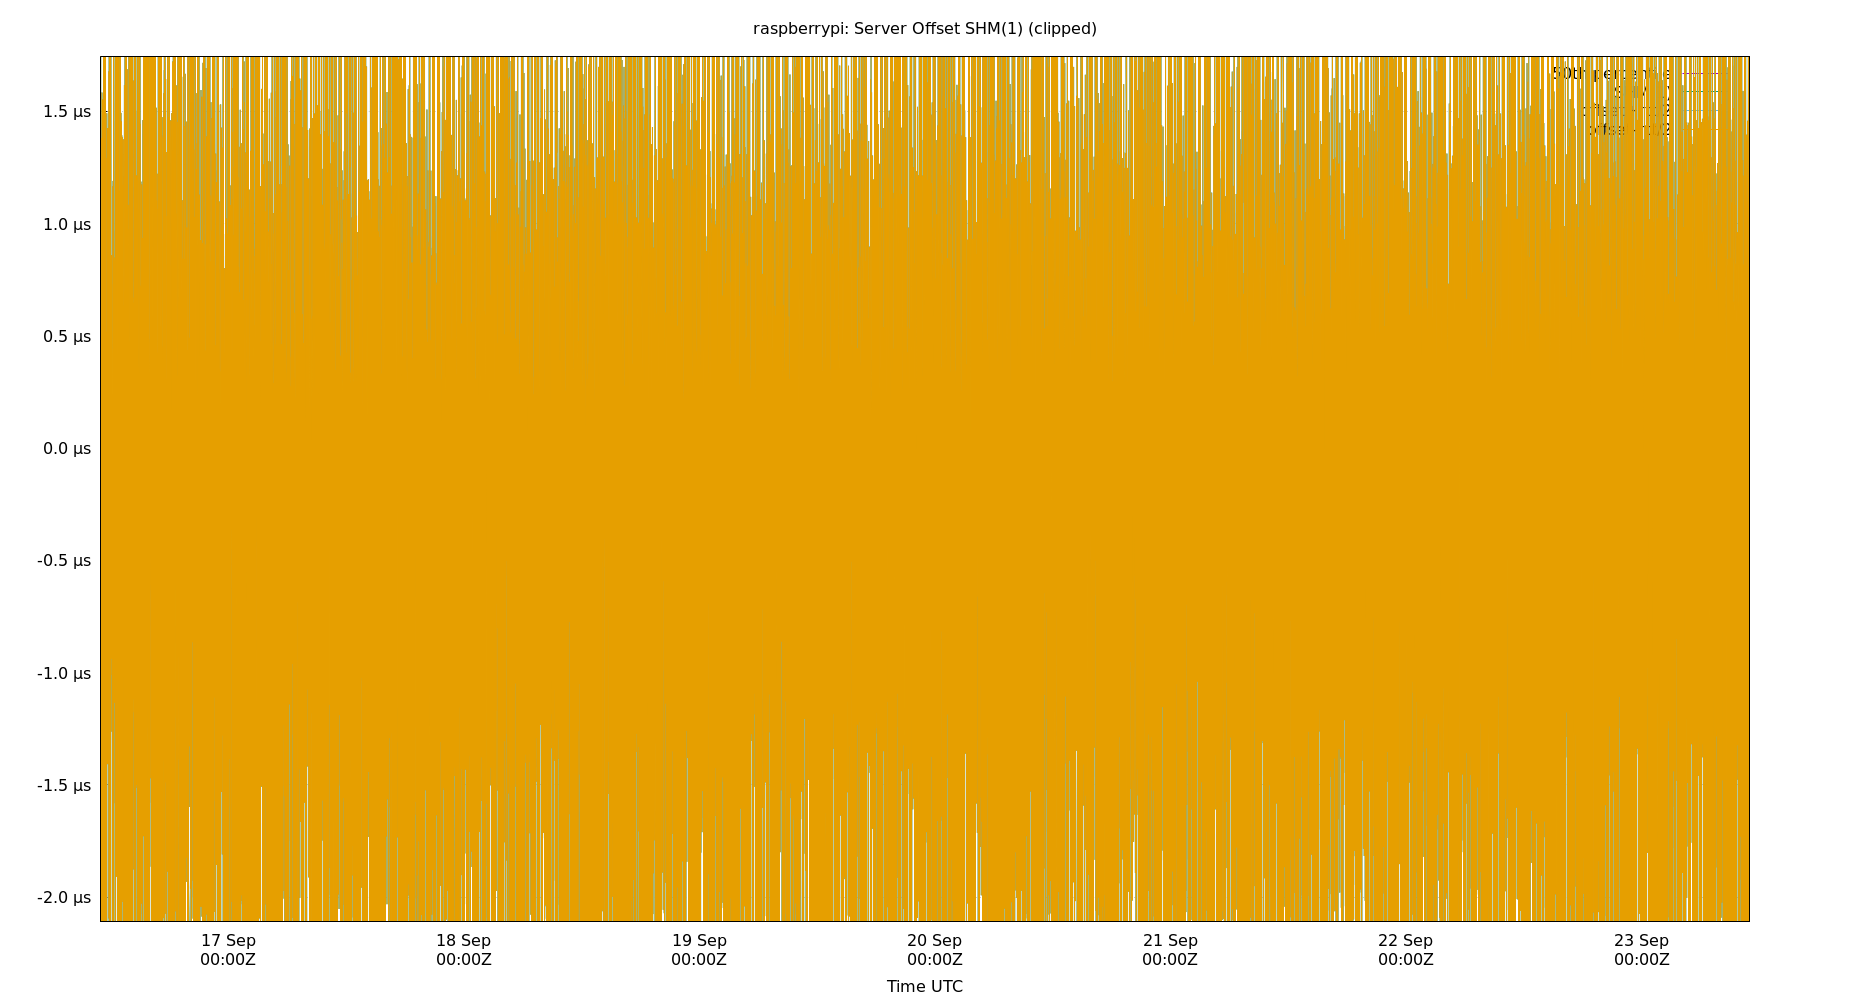 raspberrypi: Server Offset SHM(1) (clipped)
50th percentile
1.5 µs
1.0 µs
0.5 µs
0.0 µs
-0.5 µs
-1.0 µs
-1.5 µs
-2.0 µs
17 Sep 18 Sep 19 Sep 20 Sep 21 Sep 22 Sep 23 Sep
00:00Z 00:00Z 00:00Z 00:00Z 00:00Z 00:00Z 00:00Z
Time UTC